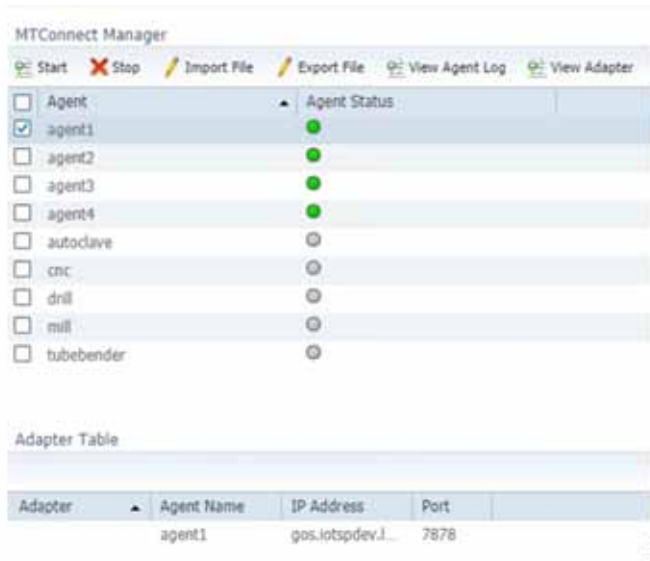 MTConnect Manager
Start Stop Import File Export File View Agent Log View Adapter
Agent Agent Status
agent1
agent2
agent3
agent4
autoclave
cnc
drill
mill
tubebender
Adapter Table
Adapter Agent Name IP Address Port
agent1 gos.iotspdev.l... 7878